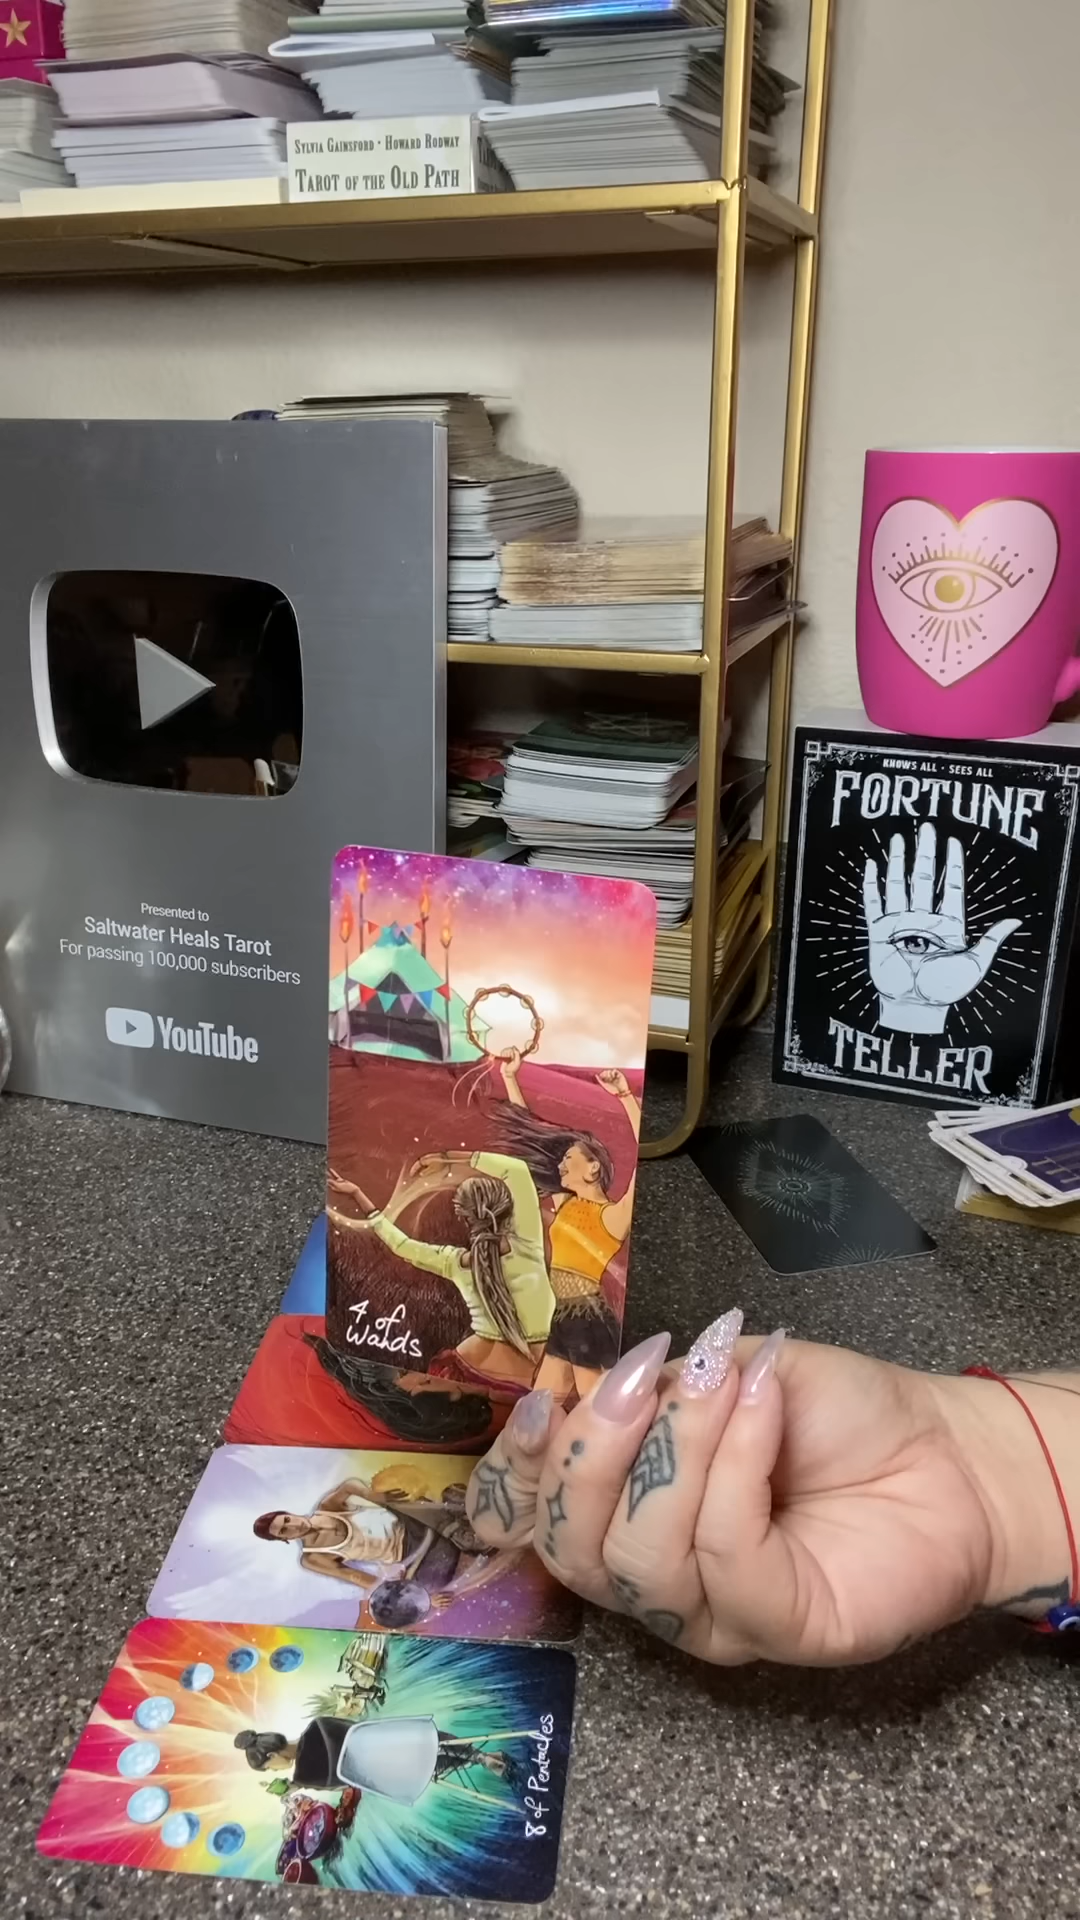 SYLVIA GAINSFORD • HOWARD RODWAY
TAROT OF THE OLD PATH
Presented to
Saltwater Heals Tarot
For passing 100,000 subscribers
YouTube
KNOWS ALL · SEES ALL
FORTUNE
TELLER
4 of
Wands
8 of Pentacles